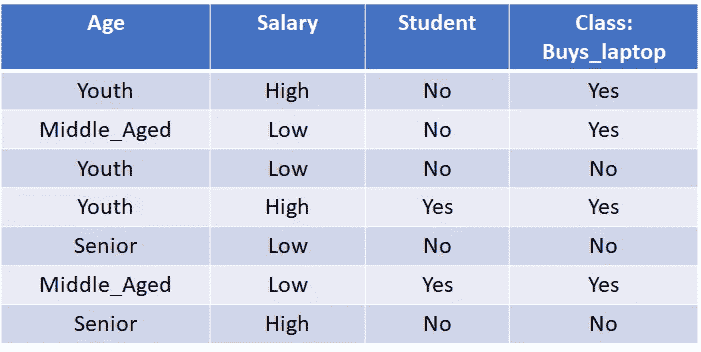 Age Salary Student Class:
Buys_laptop
Youth High No Yes
Middle_Aged Low No Yes
Youth Low No No
Youth High Yes Yes
Senior Low No No
Middle_Aged Low Yes Yes
Senior High No No